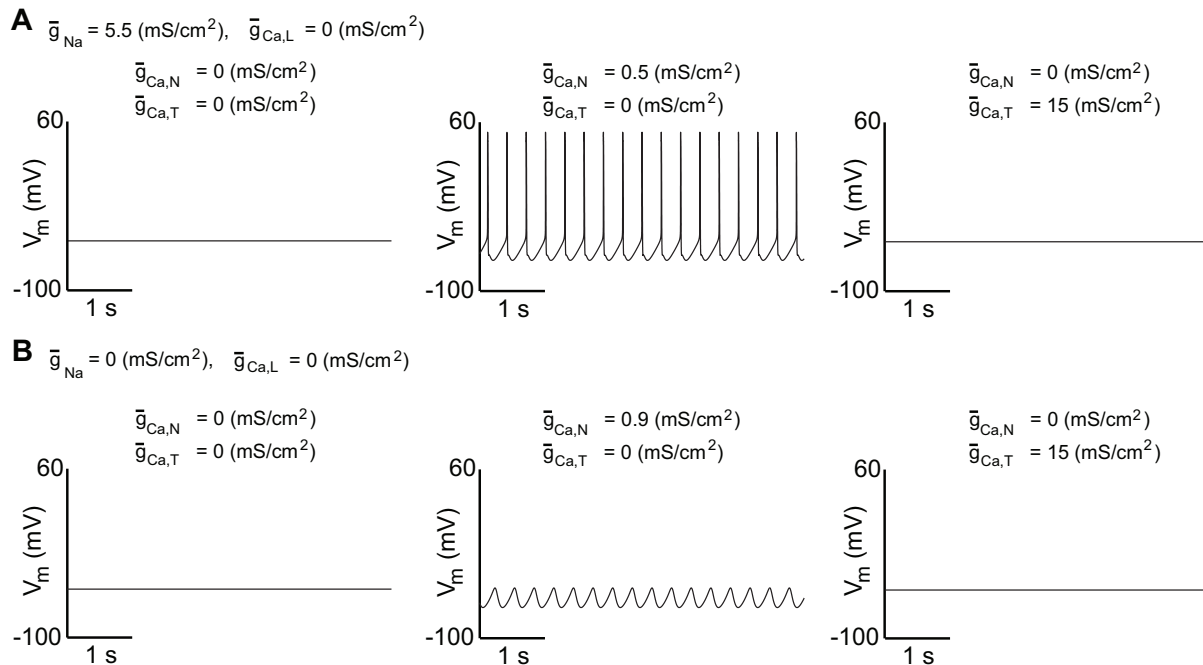 A g̅ Na = 5.5 (mS/cm²), g̅ Ca,L = 0 (mS/cm²)
g̅ Ca,N = 0 (mS/cm²)
g̅ Ca,T = 0 (mS/cm²)
60
Vm (mV)
-100
1 s
g̅ Ca,N = 0.5 (mS/cm²)
g̅ Ca,T = 0 (mS/cm²)
60
Vm (mV)
-100
1 s
g̅ Ca,N = 0 (mS/cm²)
g̅ Ca,T = 15 (mS/cm²)
60
Vm (mV)
-100
1 s
B g̅ Na = 0 (mS/cm²), g̅ Ca,L = 0 (mS/cm²)
g̅ Ca,N = 0 (mS/cm²)
g̅ Ca,T = 0 (mS/cm²)
60
Vm (mV)
-100
1 s
g̅ Ca,N = 0.9 (mS/cm²)
g̅ Ca,T = 0 (mS/cm²)
60
Vm (mV)
-100
1 s
g̅ Ca,N = 0 (mS/cm²)
g̅ Ca,T = 15 (mS/cm²)
60
Vm (mV)
-100
1 s